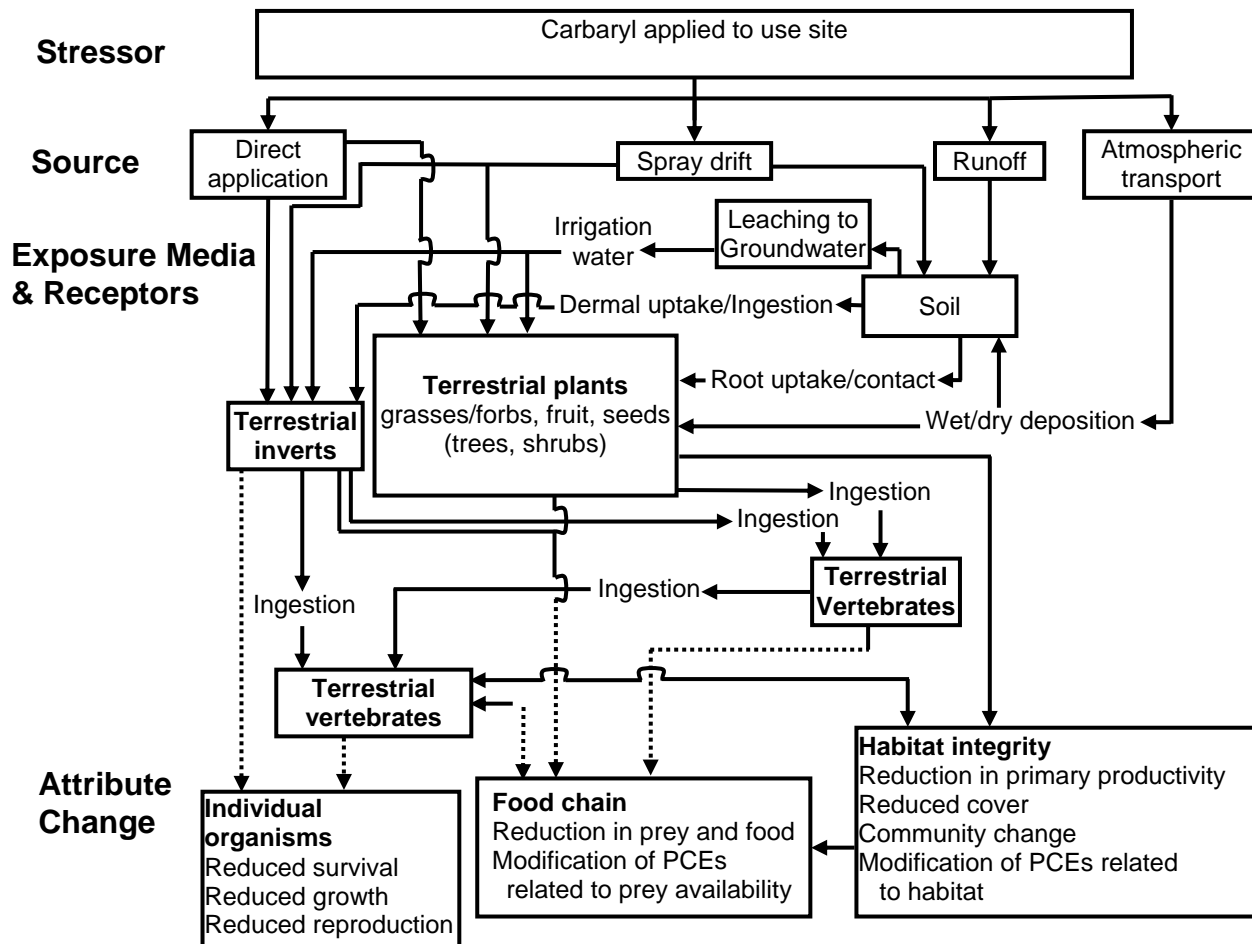 Stressor
Carbaryl applied to use site
Source
Direct
application
Spray drift
Runoff
Atmospheric
transport
Exposure Media
& Receptors
Irrigation
water
Leaching to
Groundwater
Dermal uptake/Ingestion
Soil
Terrestrial plants
grasses/forbs, fruit, seeds
(trees, shrubs)
Root uptake/contact
Wet/dry deposition
Terrestrial
inverts
Ingestion
Ingestion
Terrestrial
Vertebrates
Ingestion
Ingestion
Terrestrial
vertebrates
Attribute
Change
Individual
organisms
Reduced survival
Reduced growth
Reduced reproduction
Food chain
Reduction in prey and food
Modification of PCEs
related to prey availability
Habitat integrity
Reduction in primary productivity
Reduced cover
Community change
Modification of PCEs related
to habitat